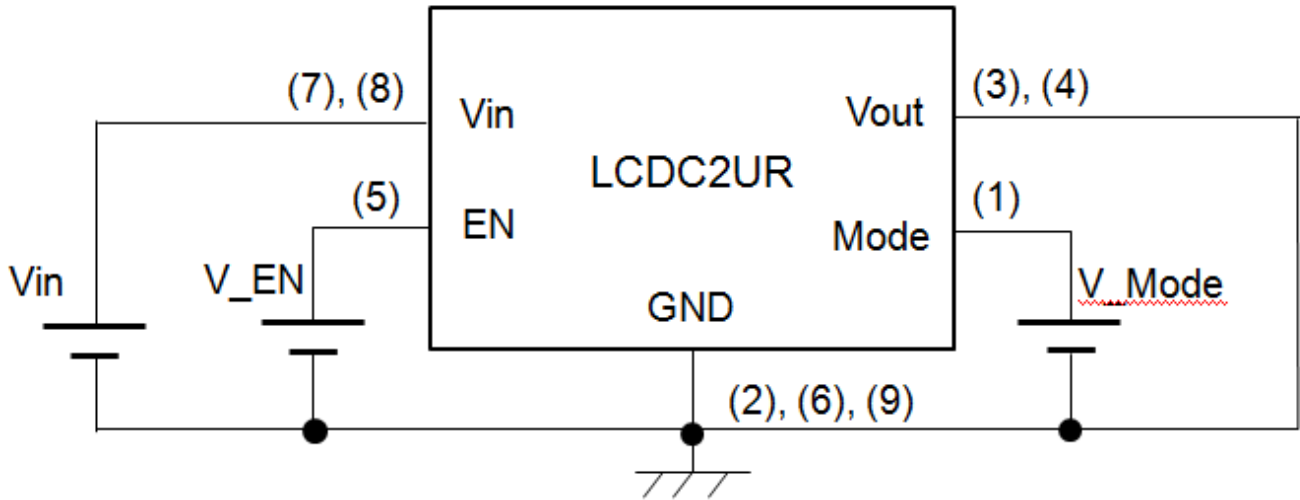 (7), (8)
(3), (4)
Vin
Vout
LCDC2UR
(5)
(1)
EN
Mode
Vin
V_EN
V_Mode
GND
(2), (6), (9)